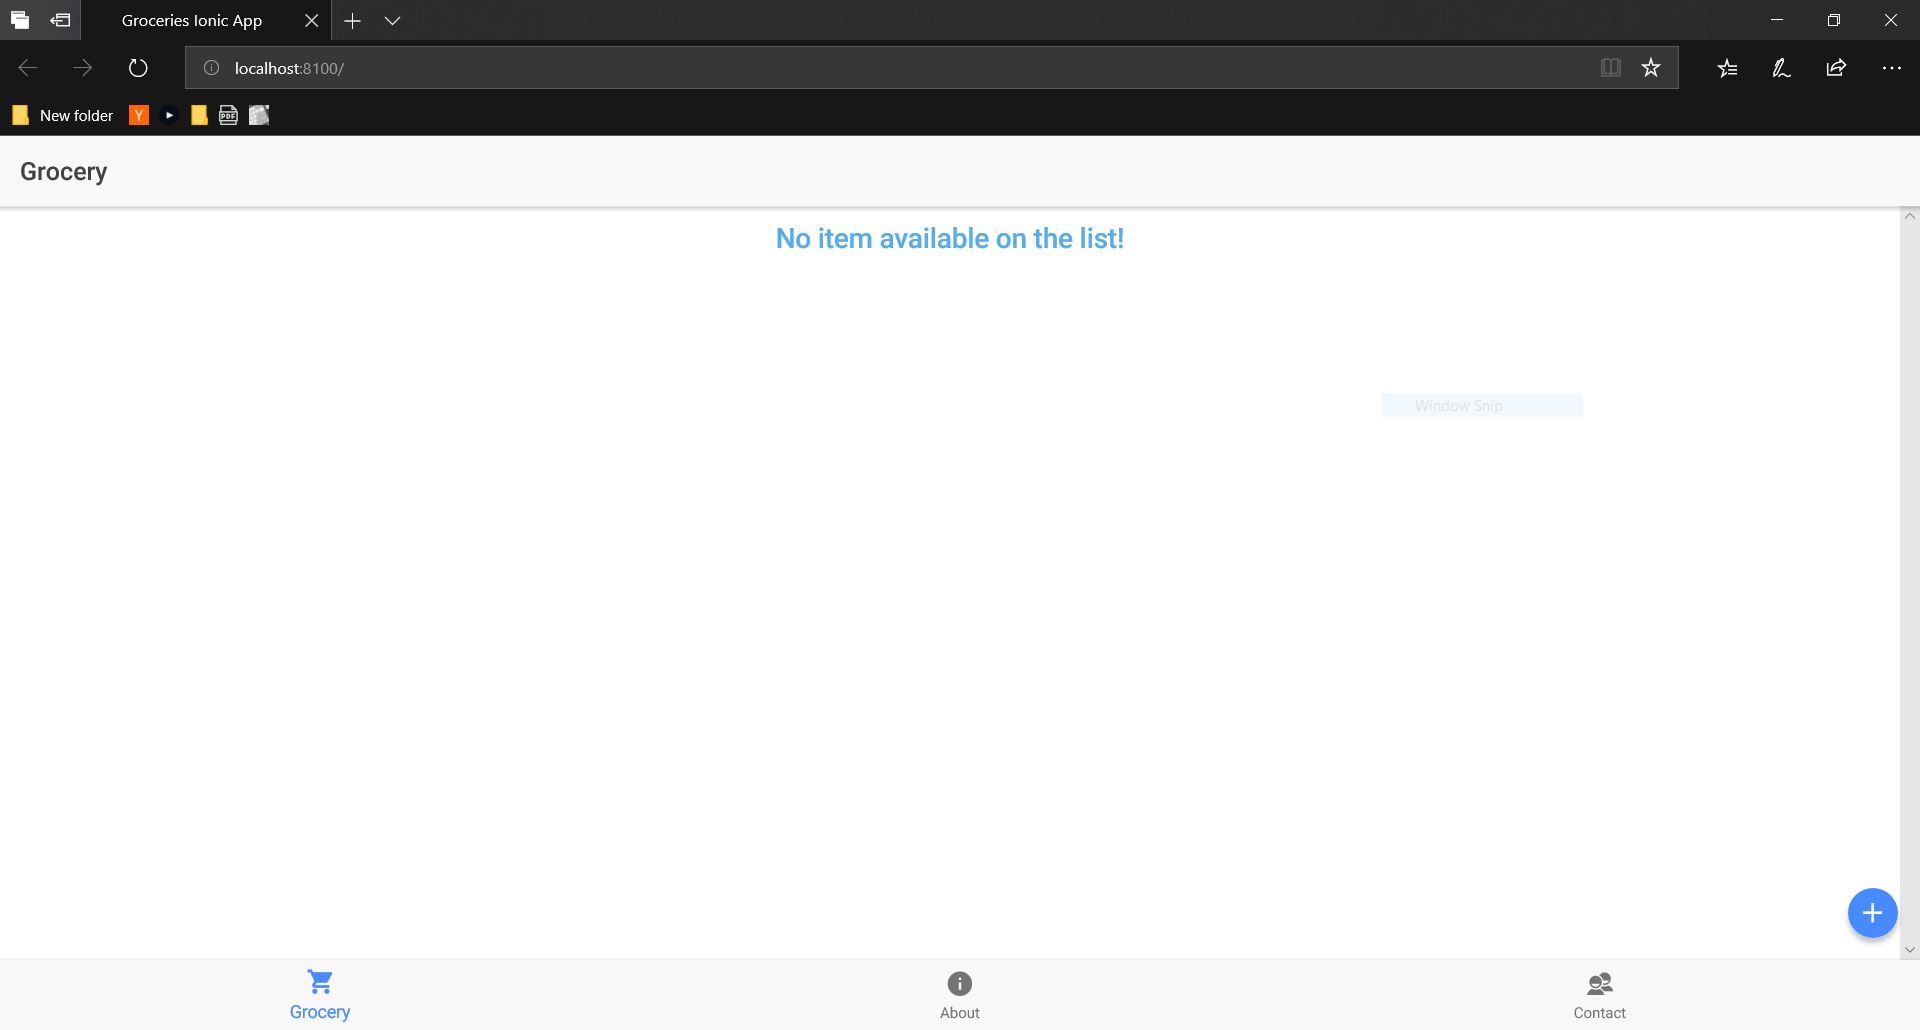 Groceries Ionic App
localhost:8100/
New folder
Y
PDF
Grocery
No item available on the list!
Window Snip
Grocery
About
Contact